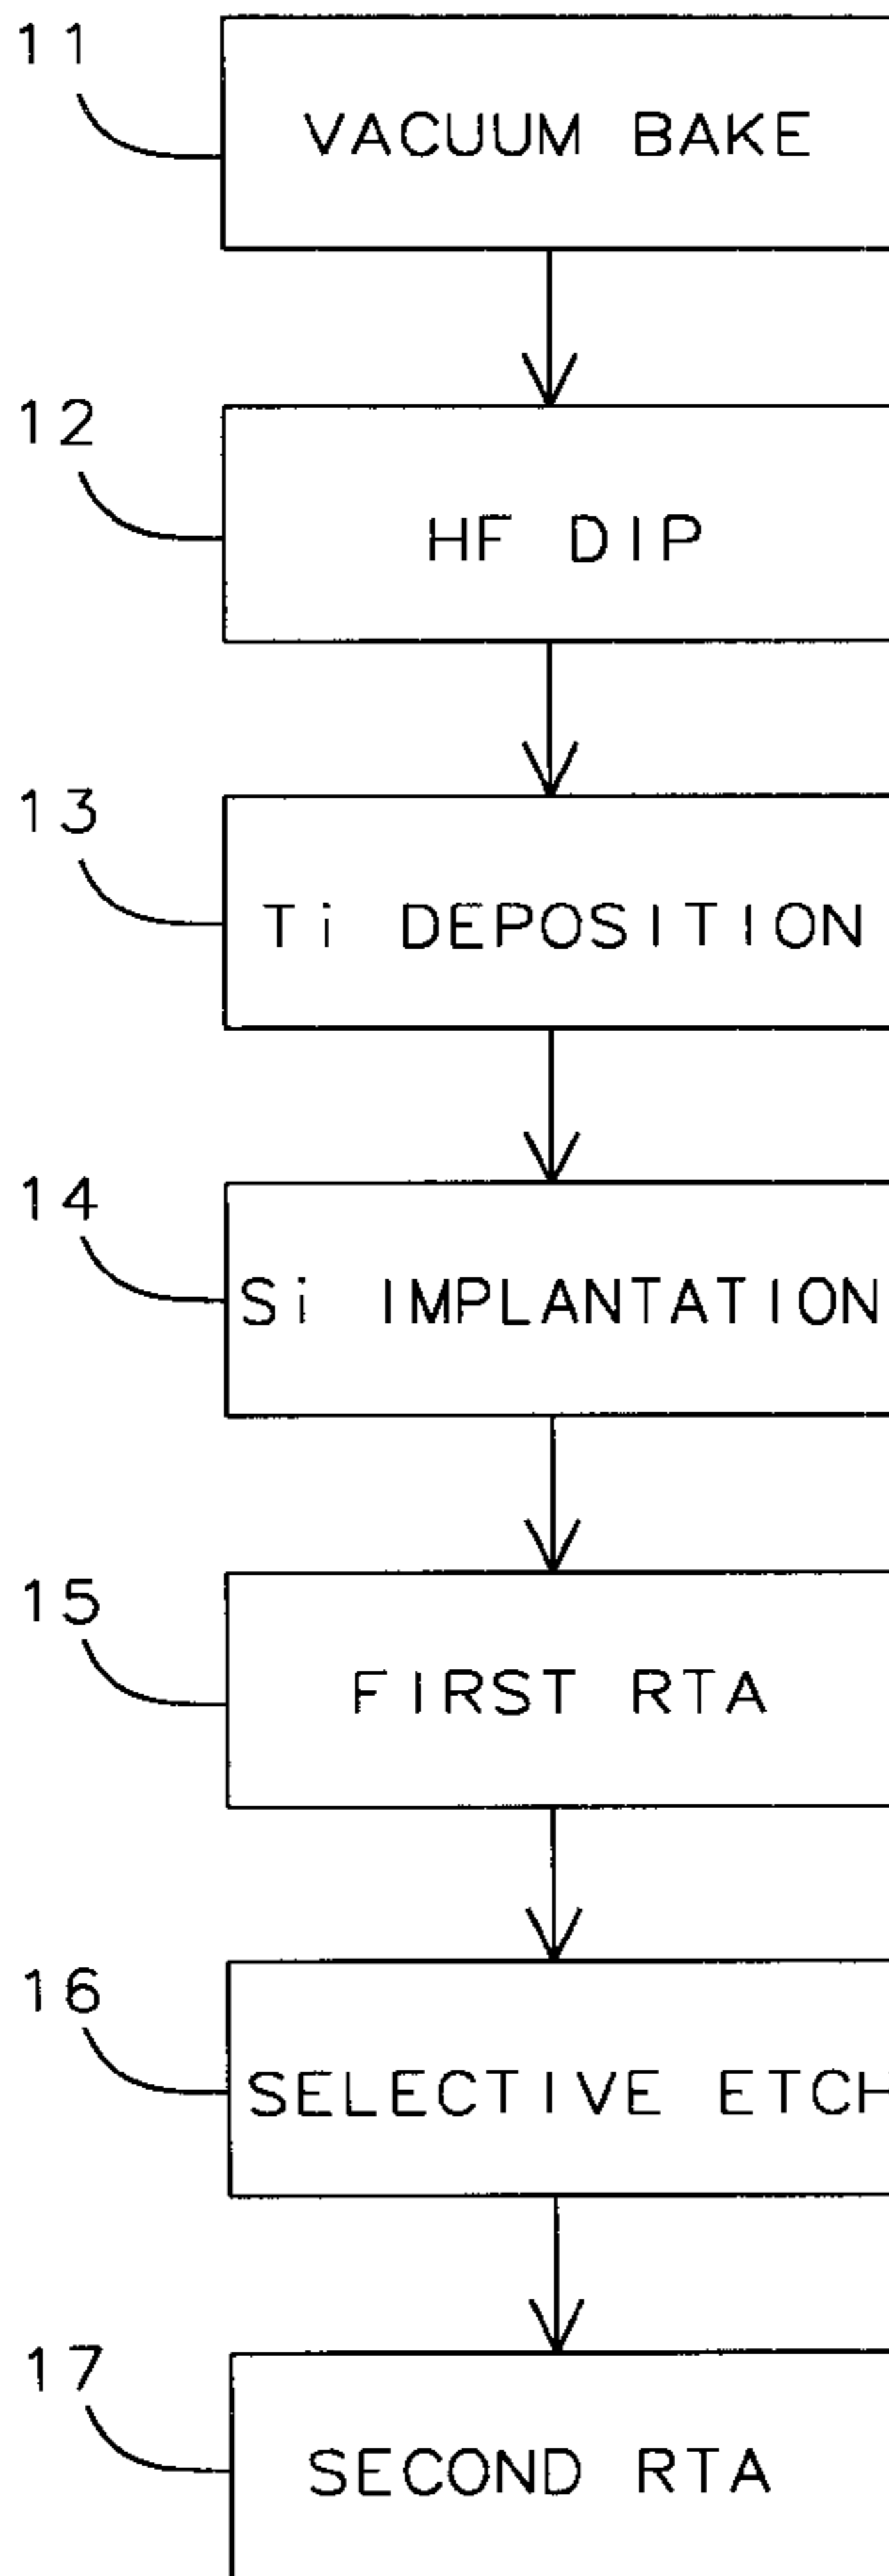 11
VACUUM BAKE
12
HF DIP
13
Ti DEPOSITION
14
Si IMPLANTATION
15
FIRST RTA
16
SELECTIVE ETCH
17
SECOND RTA